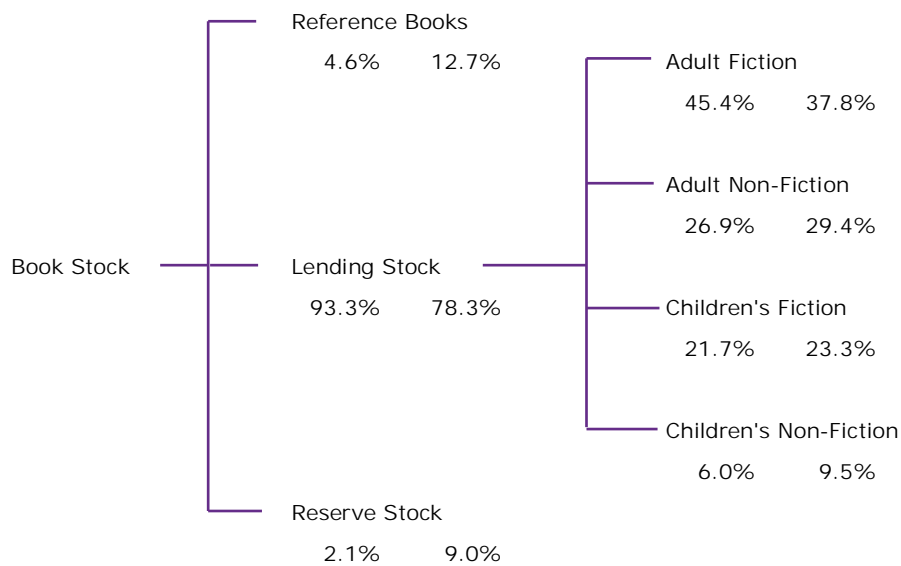 Reference Books
4.6% 12.7%
Adult Fiction
45.4% 37.8%
Adult Non-Fiction
26.9% 29.4%
Book Stock
Lending Stock
93.3% 78.3%
Children's Fiction
21.7% 23.3%
Children's Non-Fiction
6.0% 9.5%
Reserve Stock
2.1% 9.0%